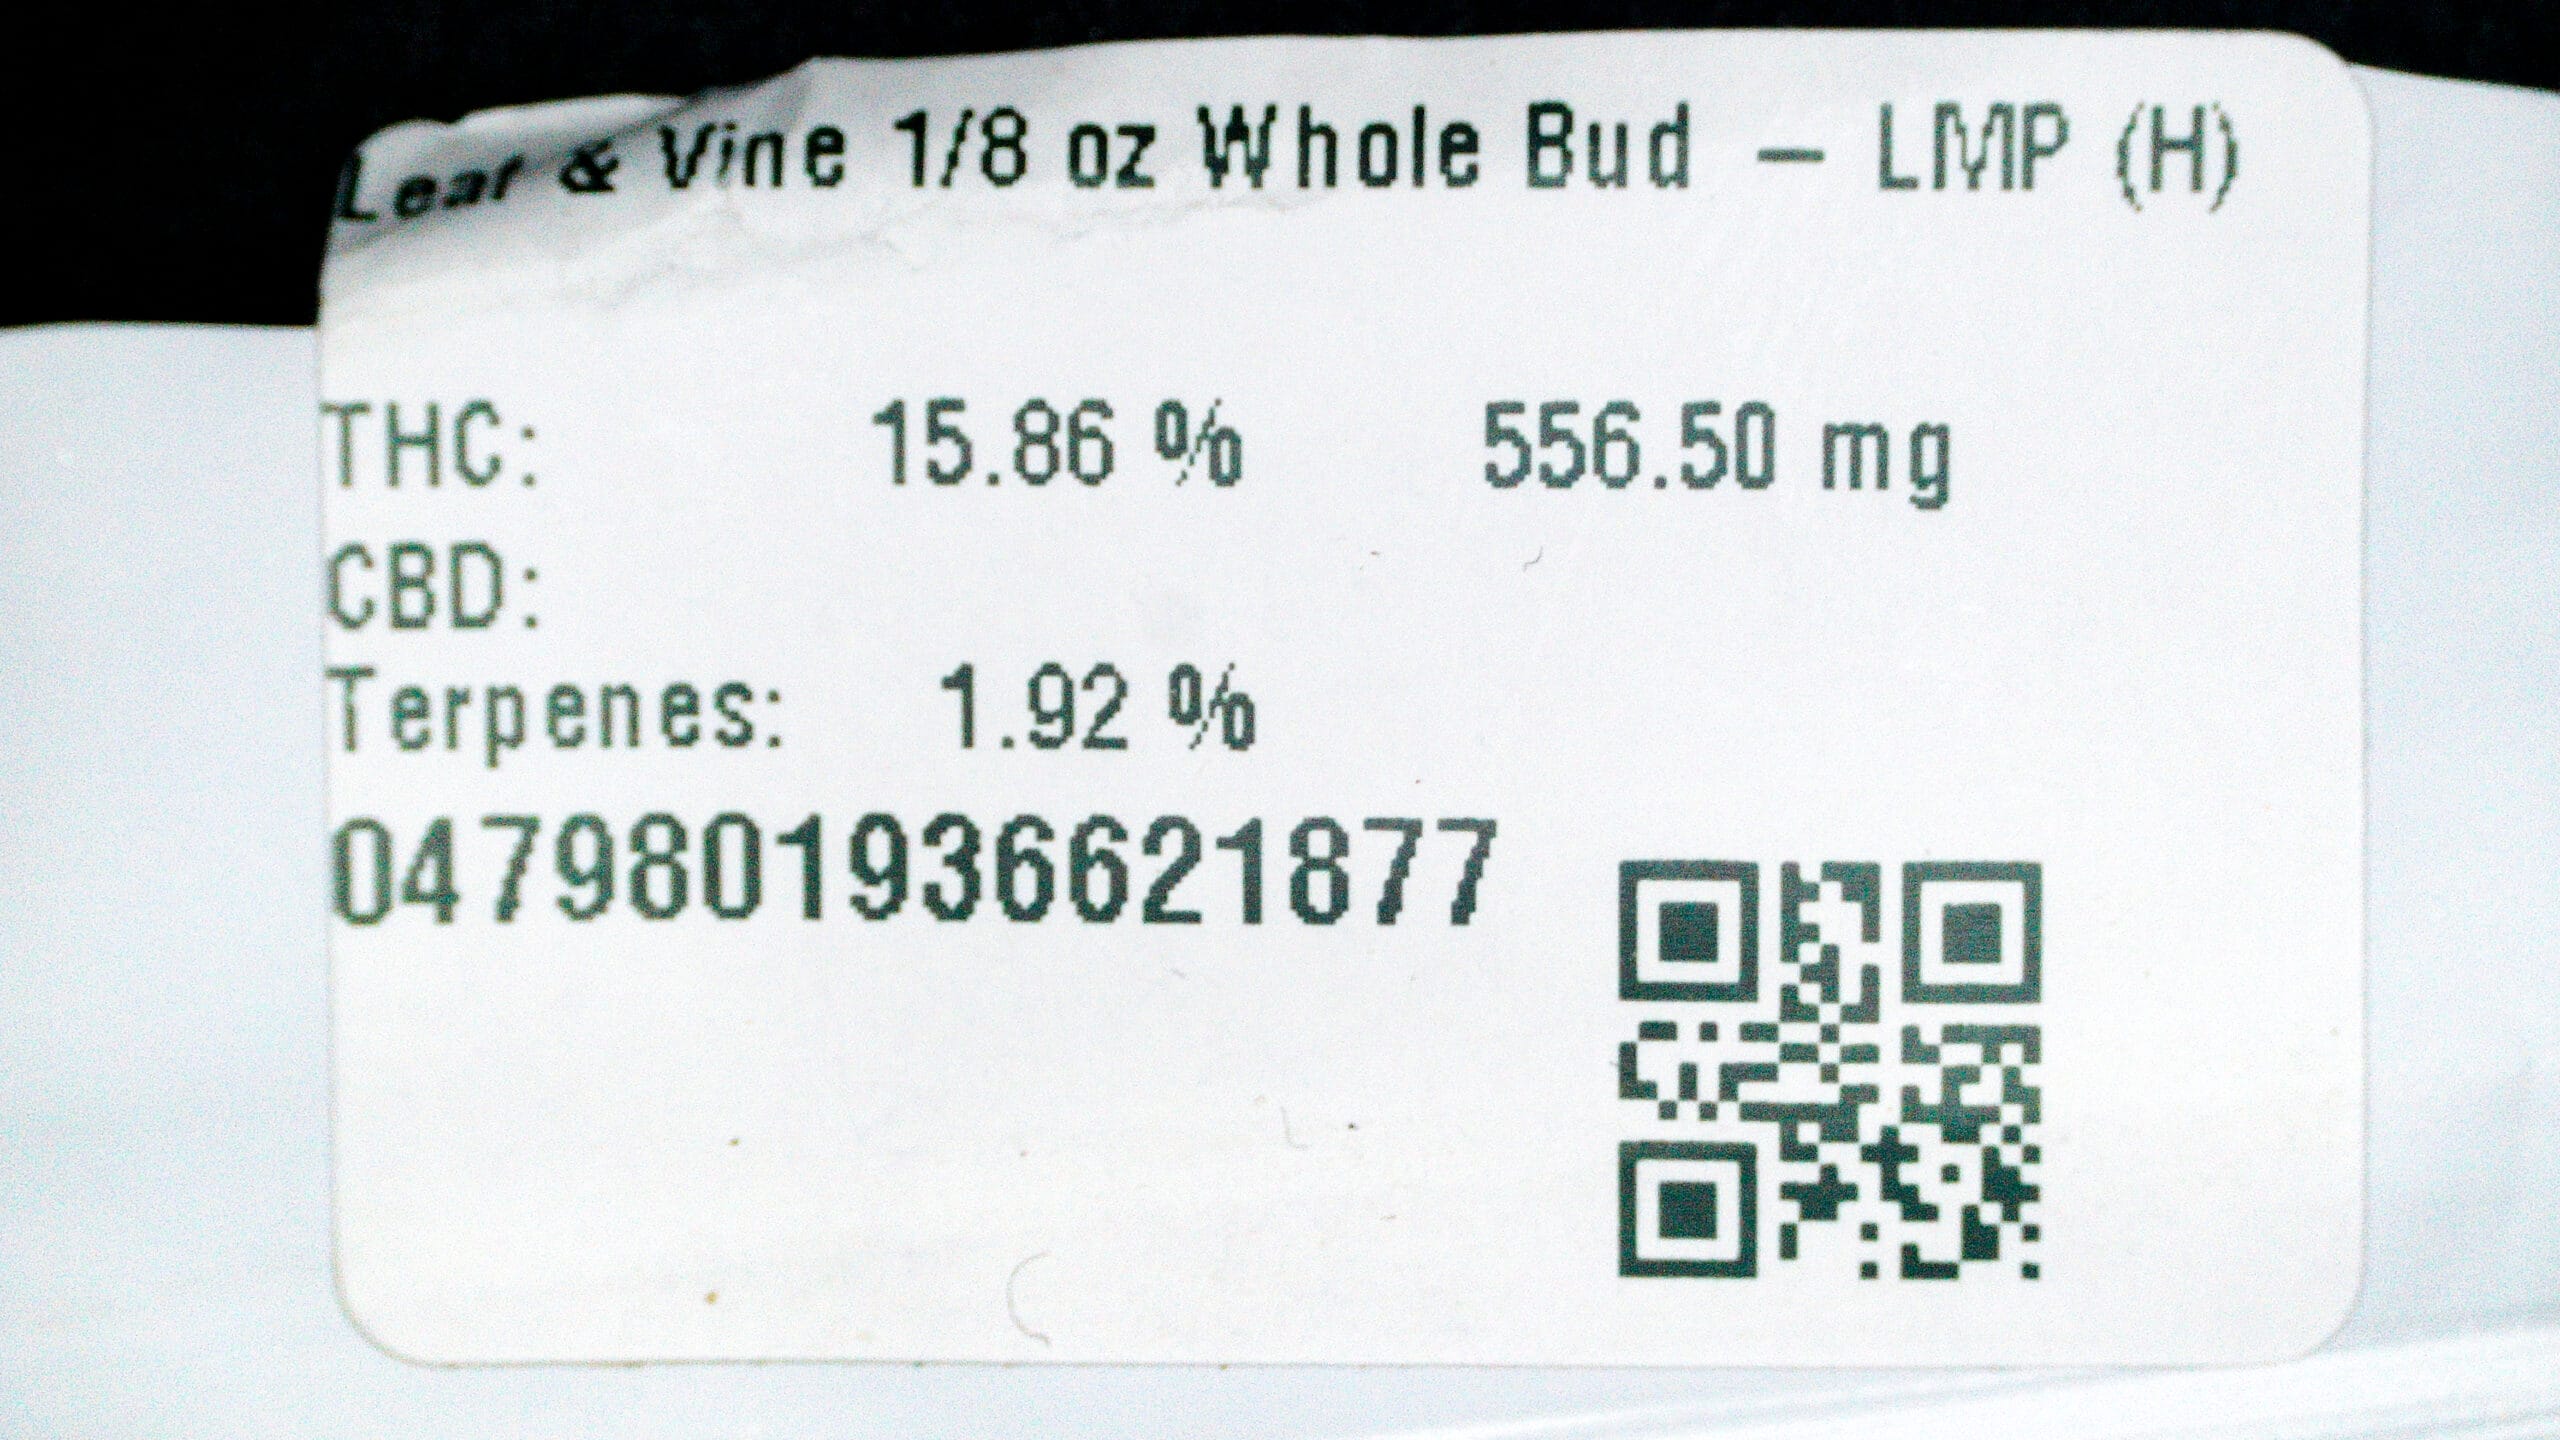 Leaf & Vine 1/8 oz Whole Bud – LMP (H)
THC: 15.86 % 556.50 mg
CBD:
Terpenes: 1.92 %
0479801936621877